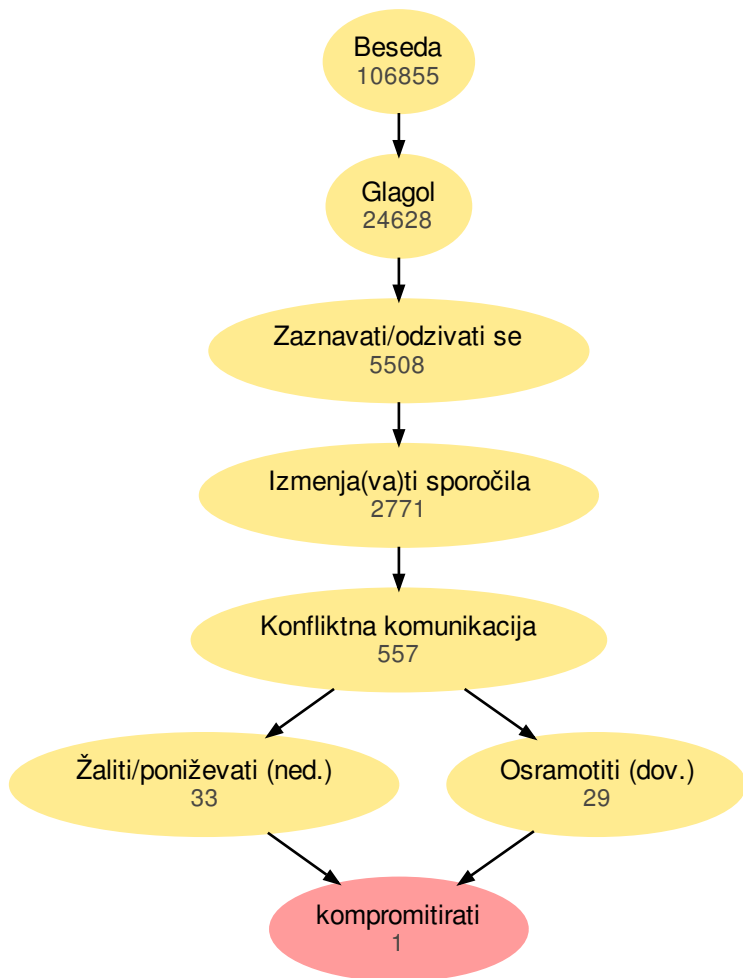 Beseda
106855
Glagol
24628
Zaznavati/odzivati se
5508
Izmenja(va)ti sporočila
2771
Konfliktna komunikacija
557
Žaliti/poniževati (ned.)
33
Osramotiti (dov.)
29
kompromitirati
1